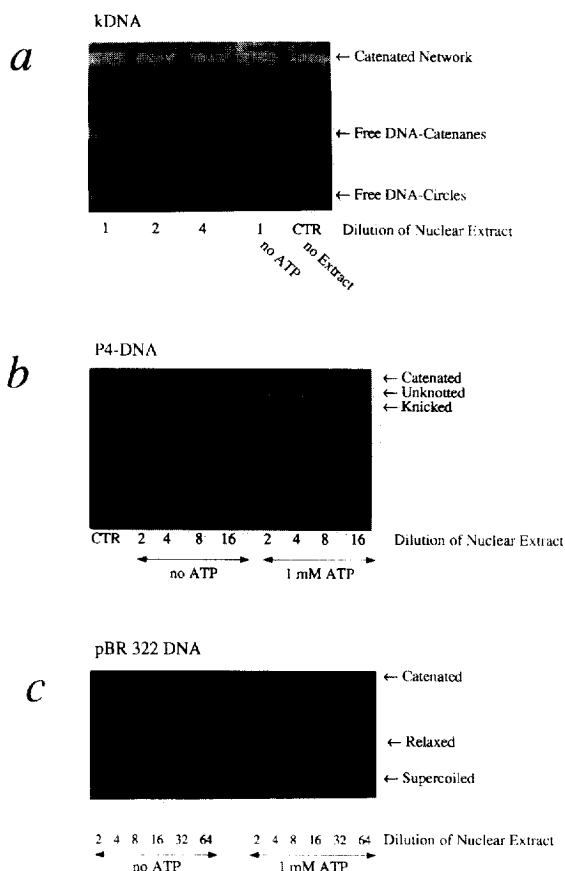 kDNA
a
← Catenated Network
← Free DNA-Catenanes
← Free DNA-Circles
1 2 4 1 CTR Dilution of Nuclear Extract
no ATP
no Extract
P4-DNA
b
← Catenated
← Unknotted
← Knicked
CTR 2 4 8 16 2 4 8 16 Dilution of Nuclear Extract
no ATP 1 mM ATP
pBR 322 DNA
c
← Catenated
← Relaxed
← Supercoiled
2 4 8 16 32 64 2 4 8 16 32 64 Dilution of Nuclear Extract
no ATP 1 mM ATP